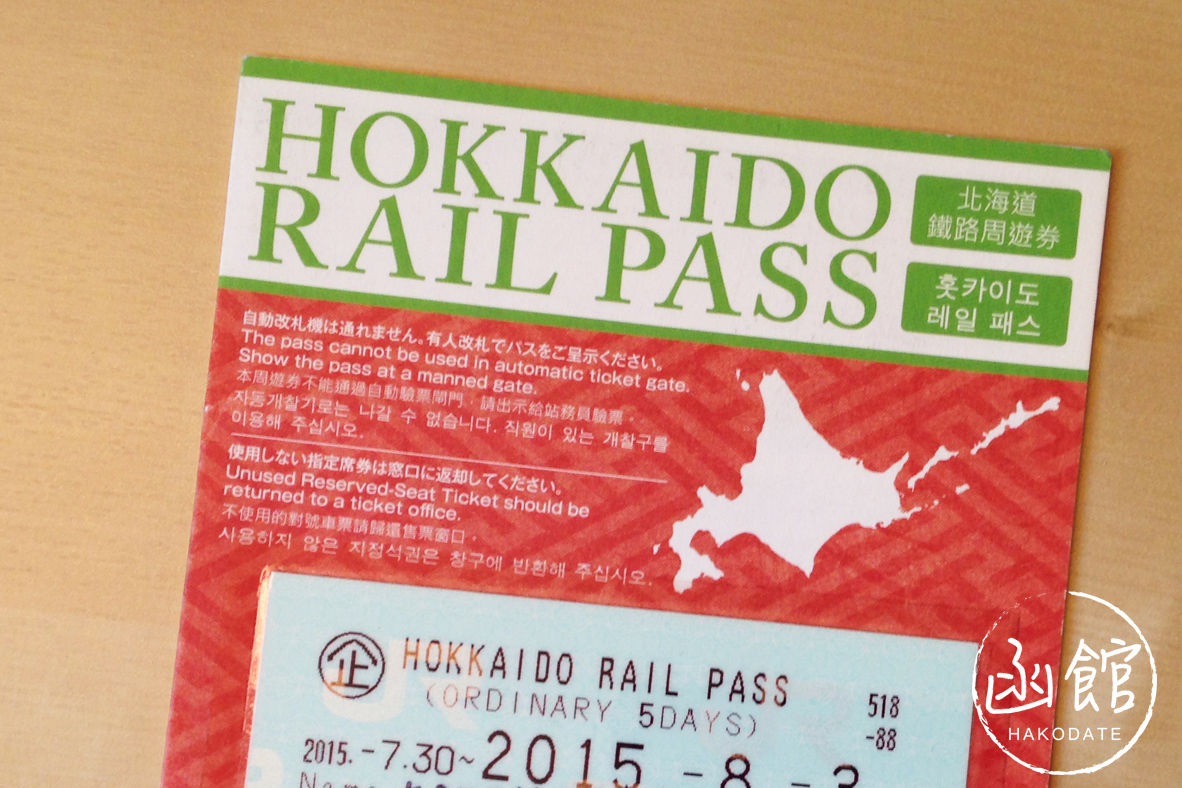 HOKKAIDO
RAIL PASS
北海道
鐵路周遊券
홋카이도
레일 패스
自動改札機は通れません。有人改札でパスをご呈示ください。
The pass cannot be used in automatic ticket gate.
Show the pass at a manned gate.
本周遊券不能通過自動驗票閘門，請出示給站務員驗票。
자동개찰기로는 나갈 수 없습니다. 직원이 있는 개찰구를
이용해 주십시오.
使用しない指定席券は窓口に返却してください。
Unused Reserved-Seat Ticket should be
returned to a ticket office.
不使用的對號車票請歸還售票窗口。
사용하지 않은 지정석권은 창구에 반환해 주십시오.
企 HOKKAIDO RAIL PASS
(ORDINARY 5DAYS)
518
-88
2015.-7.30~2015 -8 -3
函館
HAKODATE